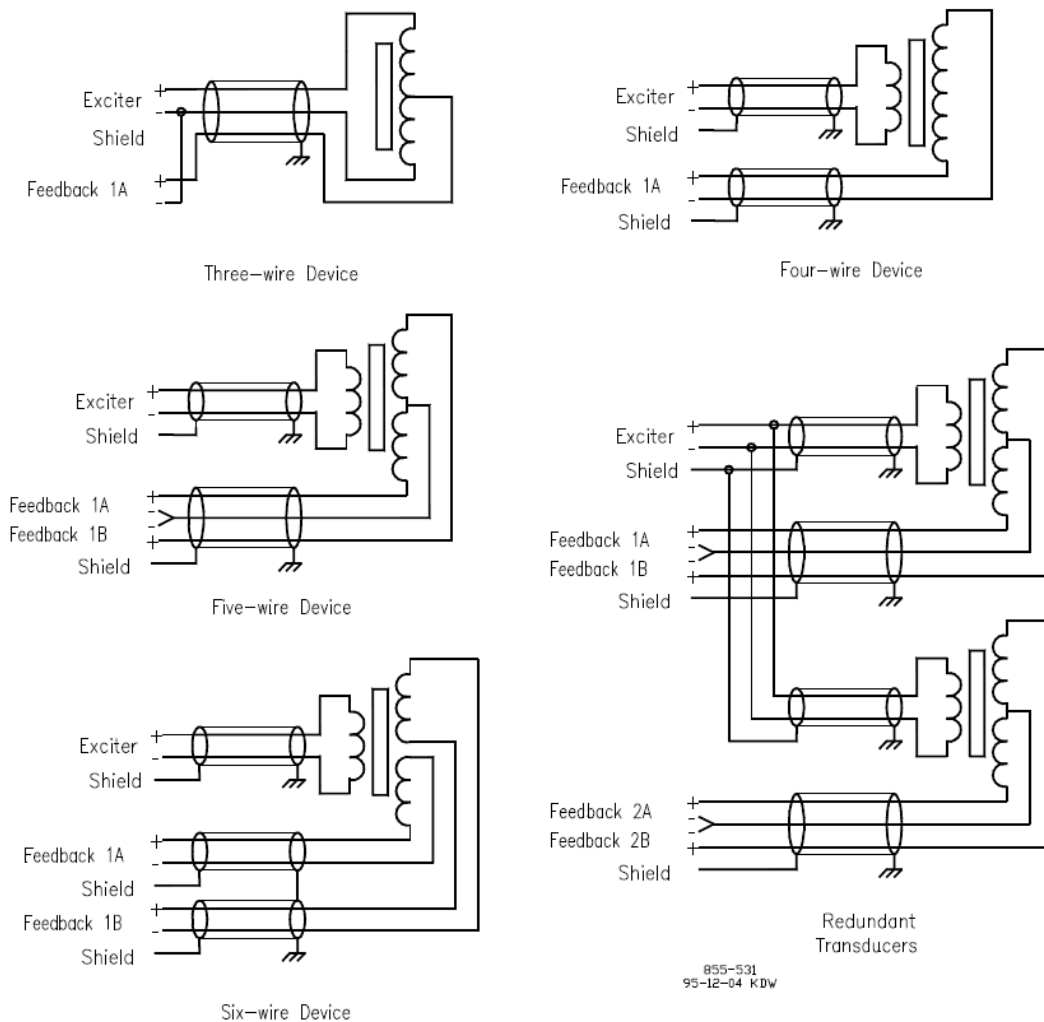 +
Exciter
-
Shield
+
Feedback 1A
-
Three-wire Device
+
Exciter
-
Shield
+
Feedback 1A
-
Shield
Four-wire Device
+
Exciter
-
Shield
+
Feedback 1A
-
Feedback 1B
+
Shield
Five-wire Device
+
Exciter
-
Shield
+
Feedback 1A
-
Shield
+
Feedback 1B
-
Shield
Six-wire Device
+
Exciter
-
Shield
+
Feedback 1A
-
Feedback 1B
+
Shield
+
Feedback 2A
-
Feedback 2B
+
Shield
Redundant
Transducers
855-531
95-12-04 KDW